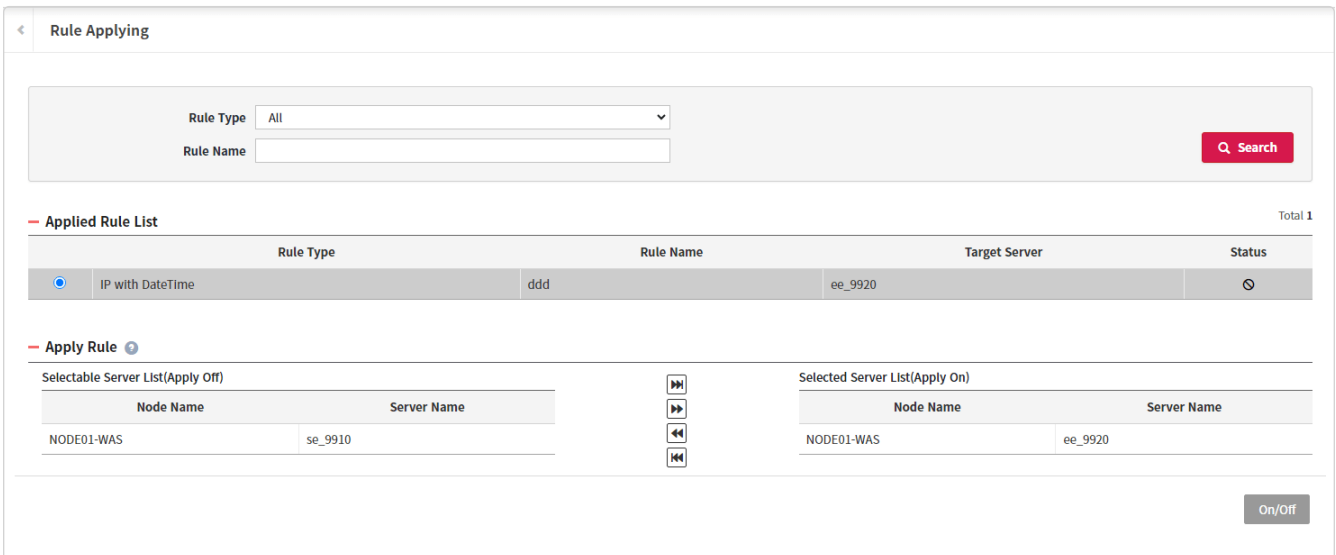 Rule Applying
Rule Type All
Rule Name
Search
Applied Rule List Total 1
Rule Type Rule Name Target Server Status
IP with DateTime ddd ee_9920
Apply Rule ?
Selectable Server List(Apply Off) Selected Server List(Apply On)
Node Name Server Name Node Name Server Name
NODE01-WAS se_9910 NODE01-WAS ee_9920
On/Off